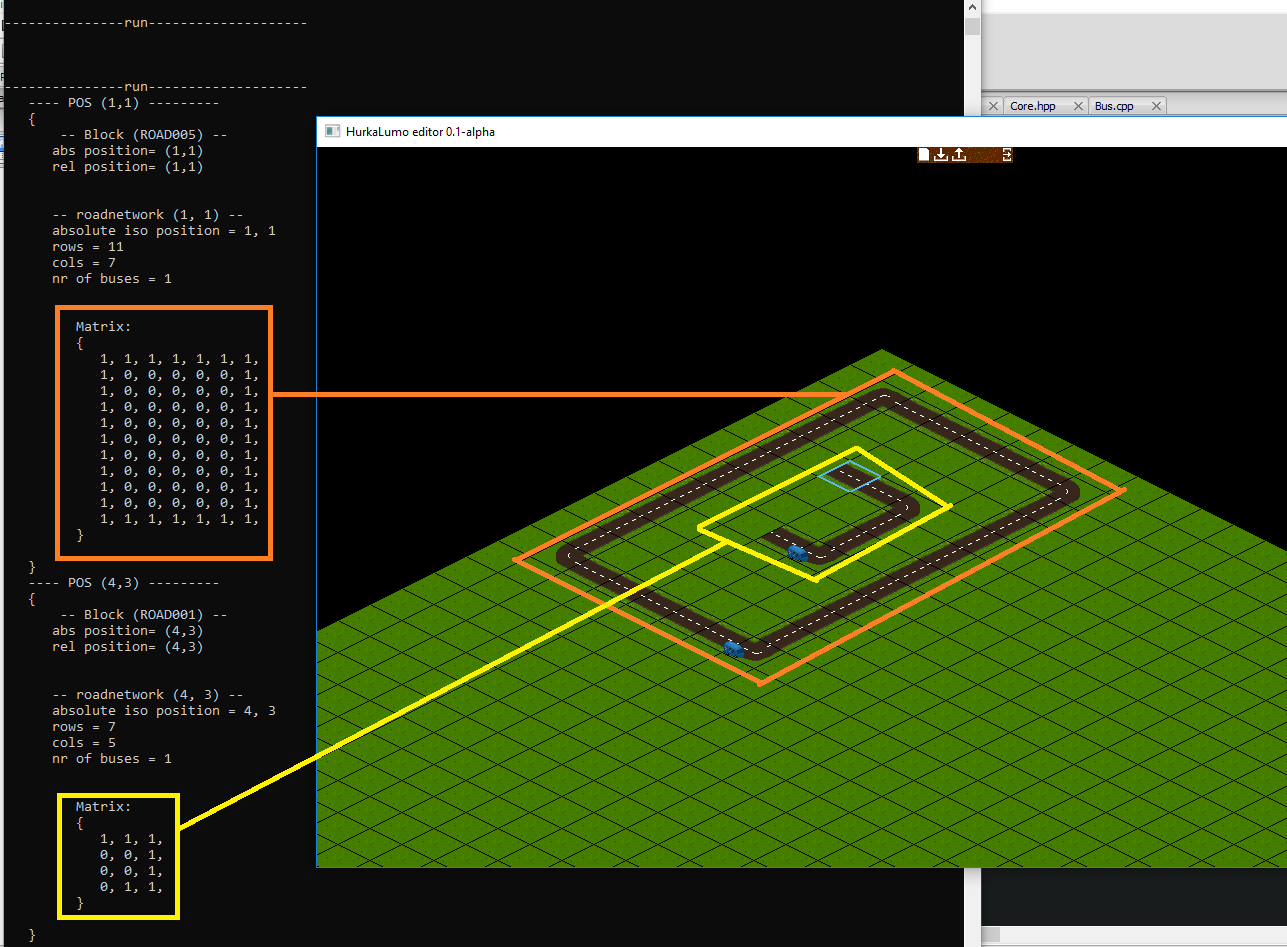 ---------------run--------------------
---------------run--------------------
---- POS (1,1) ---------
{
-- Block (ROAD005) --
abs position= (1,1)
rel position= (1,1)
-- roadnetwork (1, 1) --
absolute iso position = 1, 1
rows = 11
cols = 7
nr of buses = 1
Matrix:
{
1, 1, 1, 1, 1, 1, 1,
1, 0, 0, 0, 0, 0, 1,
1, 0, 0, 0, 0, 0, 1,
1, 0, 0, 0, 0, 0, 1,
1, 0, 0, 0, 0, 0, 1,
1, 0, 0, 0, 0, 0, 1,
1, 0, 0, 0, 0, 0, 1,
1, 0, 0, 0, 0, 0, 1,
1, 0, 0, 0, 0, 0, 1,
1, 0, 0, 0, 0, 0, 1,
1, 1, 1, 1, 1, 1, 1,
}
}
---- POS (4,3) ---------
{
-- Block (ROAD001) --
abs position= (4,3)
rel position= (4,3)
-- roadnetwork (4, 3) --
absolute iso position = 4, 3
rows = 7
cols = 5
nr of buses = 1
Matrix:
{
1, 1, 1,
0, 0, 1,
0, 0, 1,
0, 1, 1,
}
}
Core.hpp Bus.cpp
HurkaLumo editor 0.1-alpha